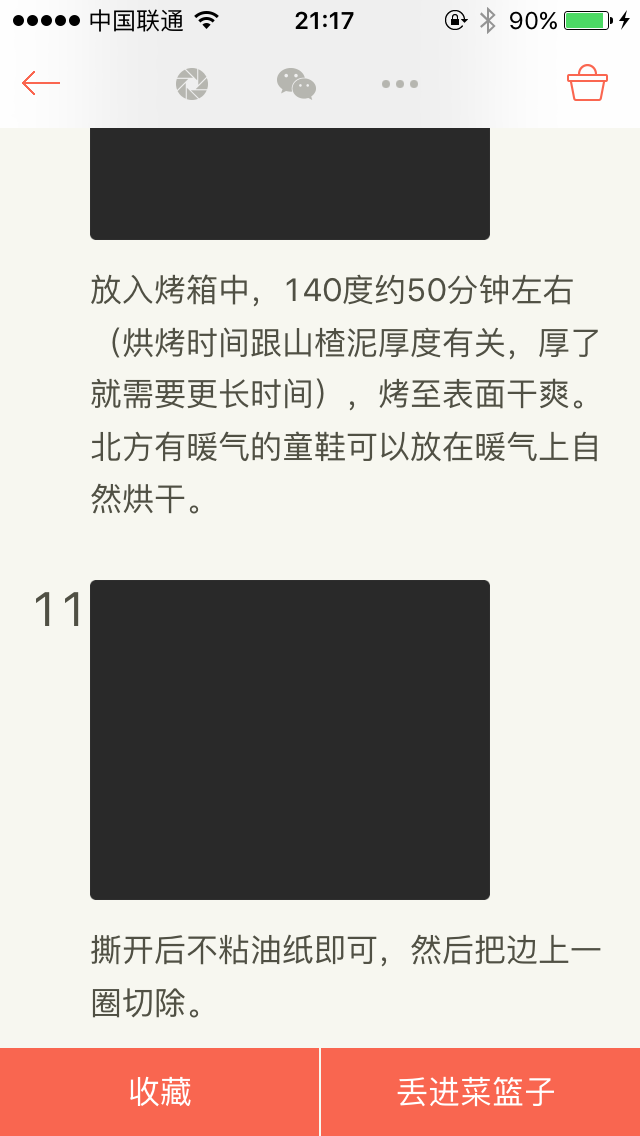 中国联通
21:17
90%
放入烤箱中，140度约50分钟左右
（烘烤时间跟山楂泥厚度有关，厚了
就需要更长时间），烤至表面干爽。
北方有暖气的童鞋可以放在暖气上自
然烘干。
11
撕开后不粘油纸即可，然后把边上一
圈切除。
收藏
丢进菜篮子